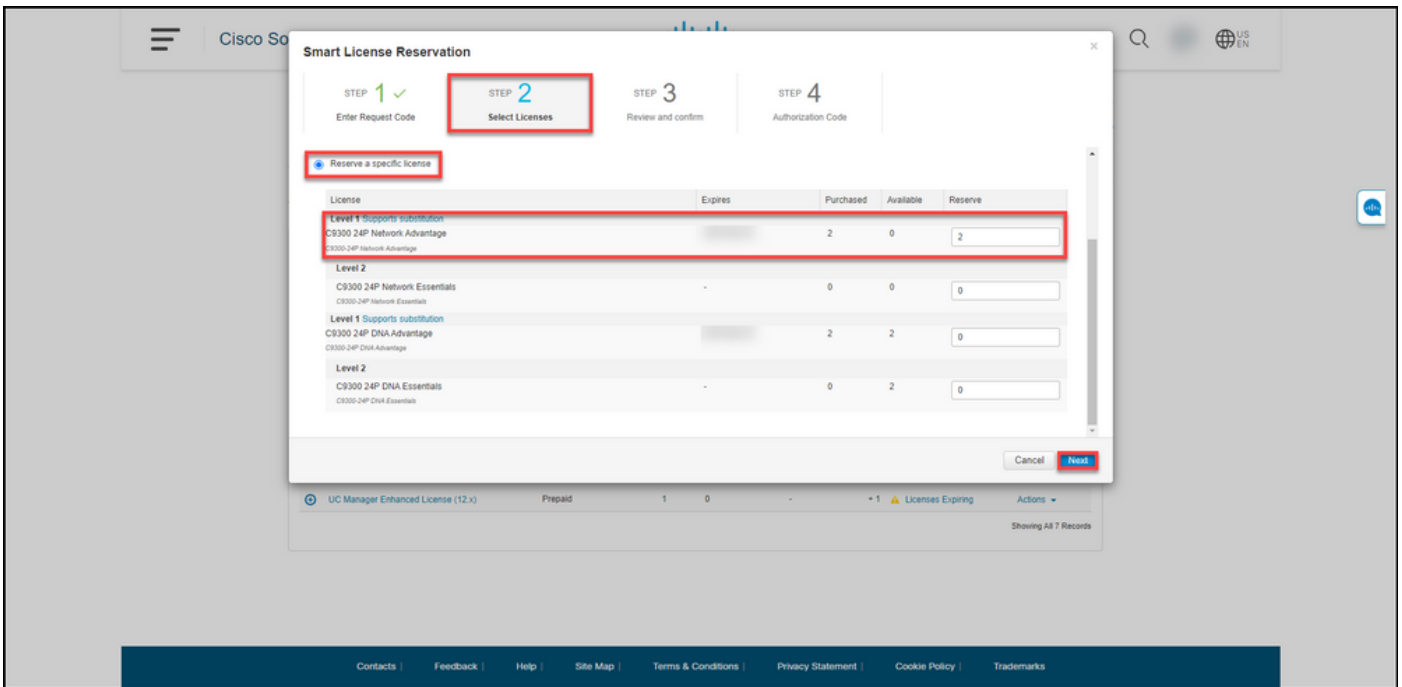 Cisco So
US
EN
Smart License Reservation
×
STEP 1
Enter Request Code
STEP 2
Select Licenses
STEP 3
Review and confirm
STEP 4
Authorization Code
Reserve a specific license
License Expires Purchased Available Reserve
Level 1 Supports substitution
C9300 24P Network Advantage 2 0 2
C9300-24P Network Advantage
Level 2
C9300 24P Network Essentials - 0 0 0
C9300-24P Network Essentials
Level 1 Supports substitution
C9300 24P DNA Advantage 2 2 0
C9300-24P DNA Advantage
Level 2
C9300 24P DNA Essentials - 0 2 0
C9300-24P DNA Essentials
Cancel Next
UC Manager Enhanced License (12.x) Prepaid 1 0 - + 1 Licenses Expiring Actions
Showing All 7 Records
Contacts | Feedback | Help | Site Map | Terms & Conditions | Privacy Statement | Cookie Policy | Trademarks